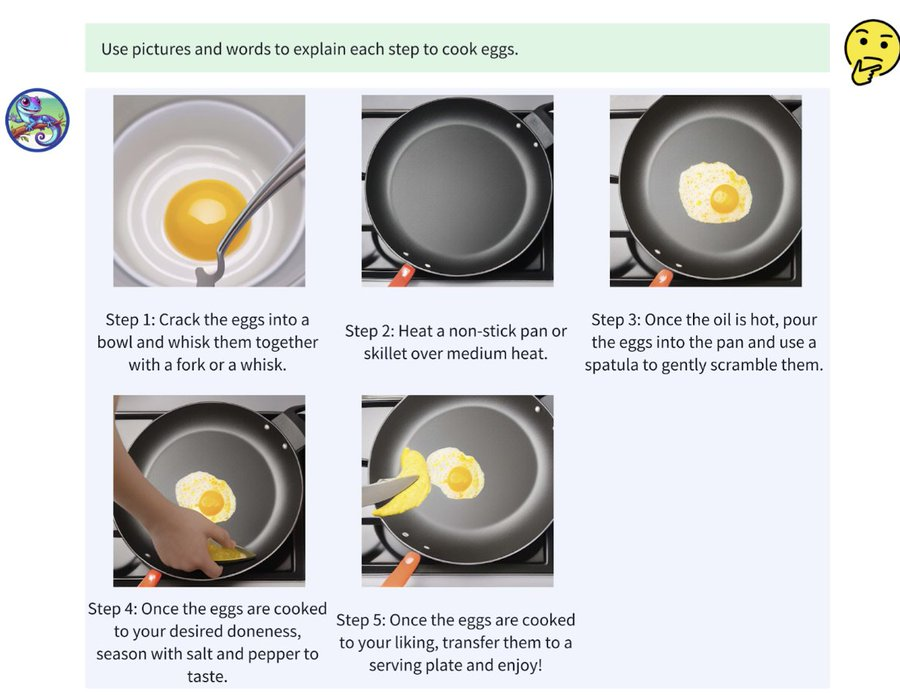 Use pictures and words to explain each step to cook eggs.
Step 1: Crack the eggs into a
bowl and whisk them together
with a fork or a whisk.
Step 2: Heat a non-stick pan or
skillet over medium heat.
Step 3: Once the oil is hot, pour
the eggs into the pan and use a
spatula to gently scramble them.
Step 4: Once the eggs are cooked
to your desired doneness,
season with salt and pepper to
taste.
Step 5: Once the eggs are cooked
to your liking, transfer them to a
serving plate and enjoy!